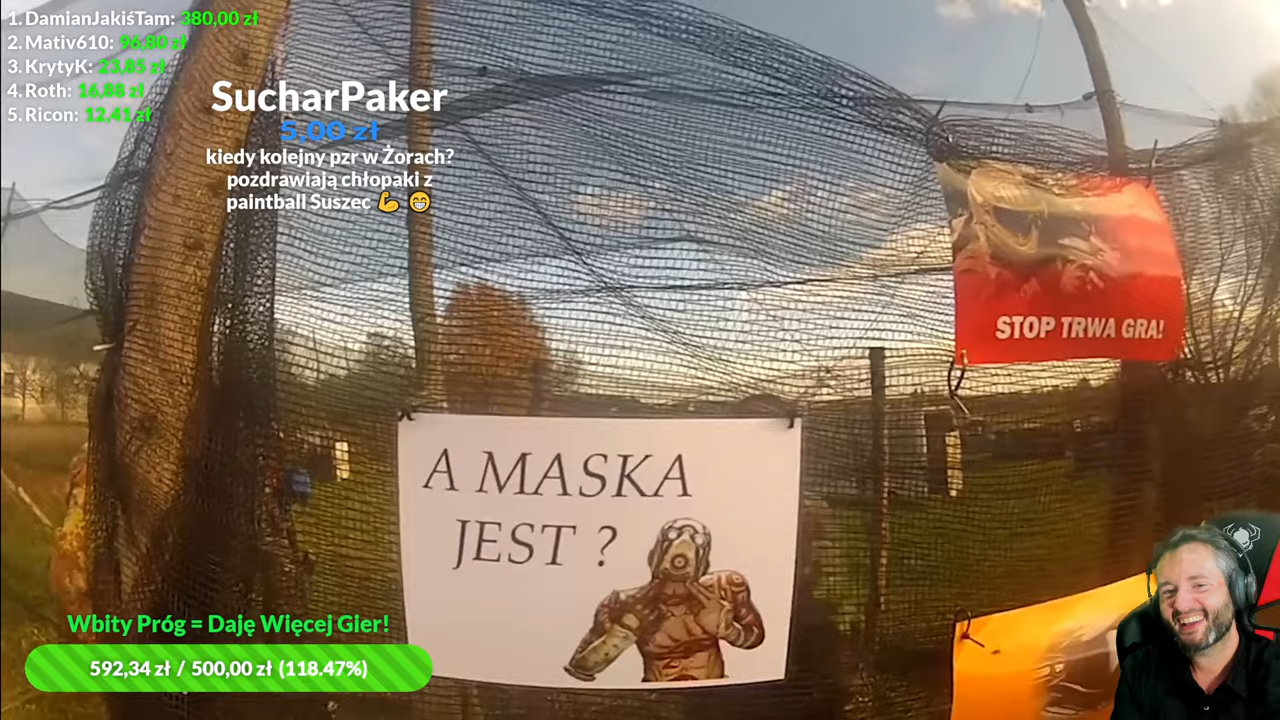 1. DamianJakiśTam: 380,00 zł
2. Mativ610: 96,80 zł
3. KrytyK: 23,85 zł
4. Roth: 16,88 zł
5. Ricon: 12,41 zł
SucharPaker
5,00 zł
kiedy kolejny pzr w Żorach?
pozdrawiają chłopaki z
paintball Suszec 💪 😁
STOP TRWA GRA!
A MASKA
JEST ?
Wbity Próg = Daję Więcej Gier!
592,34 zł / 500,00 zł (118.47%)